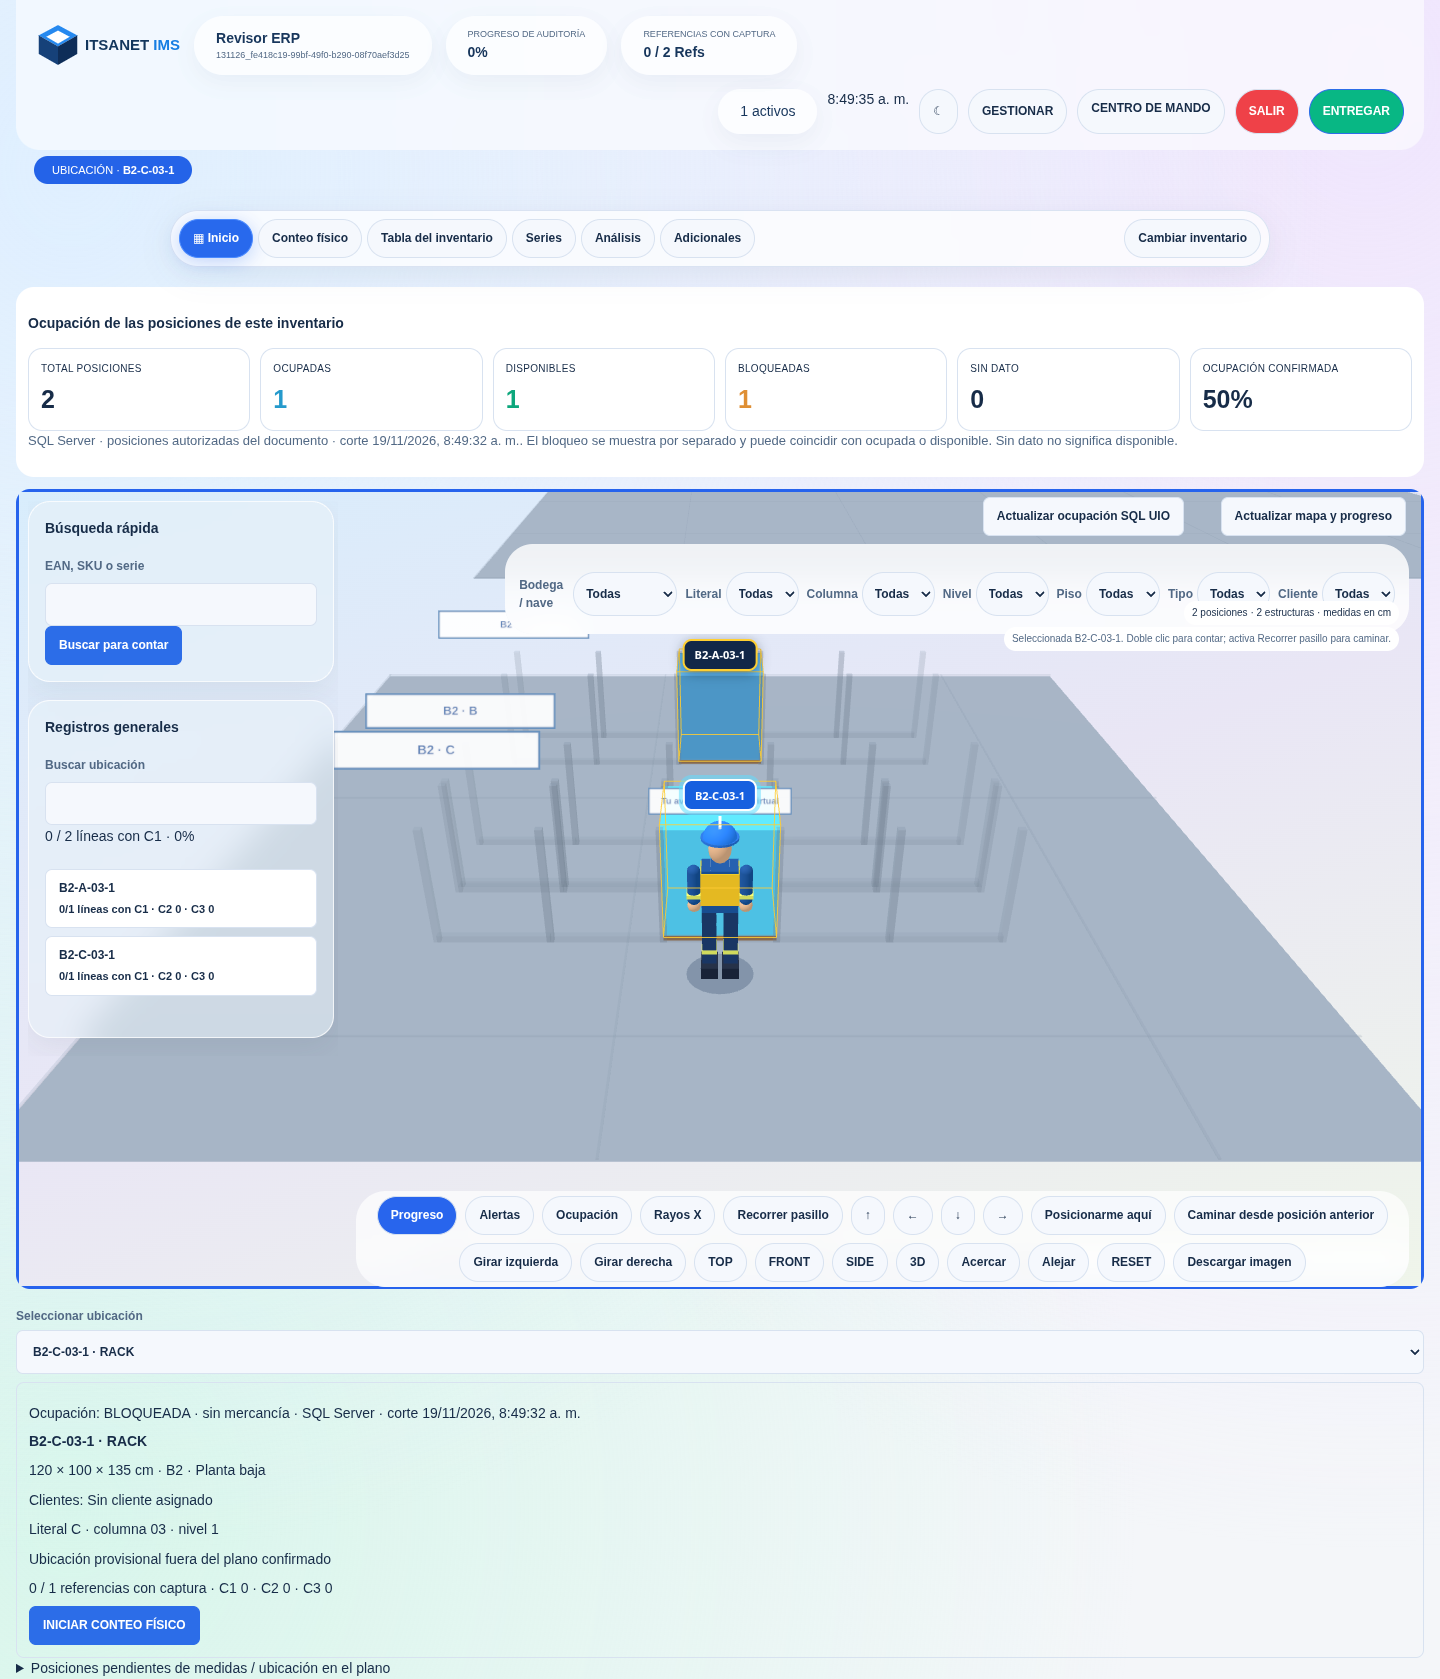 ITSANET IMS
Revisor ERP
131126_fe418c19-99bf-49f0-b290-08f70aef3d25
PROGRESO DE AUDITORÍA
0%
REFERENCIAS CON CAPTURA
0 / 2 Refs
1 activos
8:49:35 a. m.
☾
GESTIONAR
CENTRO DE MANDO
SALIR
ENTREGAR
UBICACIÓN · B2-C-03-1
▦ Inicio
Conteo físico
Tabla del inventario
Series
Análisis
Adicionales
Cambiar inventario
Ocupación de las posiciones de este inventario
TOTAL POSICIONES
2
OCUPADAS
1
DISPONIBLES
1
BLOQUEADAS
1
SIN DATO
0
OCUPACIÓN CONFIRMADA
50%
SQL Server · posiciones autorizadas del documento · corte 19/11/2026, 8:49:32 a. m.. El bloqueo se muestra por separado y puede coincidir con ocupada o disponible. Sin dato no significa disponible.
Búsqueda rápida
EAN, SKU o serie
Buscar para contar
Actualizar ocupación SQL UIO
Actualizar mapa y progreso
Bodega / nave
Todas
Literal
Todas
Columna
Todas
Nivel
Todas
Piso
Todas
Tipo
Todas
Cliente
Todas
2 posiciones · 2 estructuras · medidas en cm
Seleccionada B2-C-03-1. Doble clic para contar; activa Recorrer pasillo para caminar.
B2-A-03-1
B2 · B
B2 · C
B2-C-03-1
Registros generales
Buscar ubicación
0 / 2 líneas con C1 · 0%
B2-A-03-1
0/1 líneas con C1 · C2 0 · C3 0
B2-C-03-1
0/1 líneas con C1 · C2 0 · C3 0
Progreso
Alertas
Ocupación
Rayos X
Recorrer pasillo
↑
←
↓
→
Posicionarme aquí
Caminar desde posición anterior
Girar izquierda
Girar derecha
TOP
FRONT
SIDE
3D
Acercar
Alejar
RESET
Descargar imagen
Seleccionar ubicación
B2-C-03-1 · RACK
Ocupación: BLOQUEADA · sin mercancía · SQL Server · corte 19/11/2026, 8:49:32 a. m.
B2-C-03-1 · RACK
120 × 100 × 135 cm · B2 · Planta baja
Clientes: Sin cliente asignado
Literal C · columna 03 · nivel 1
Ubicación provisional fuera del plano confirmado
0 / 1 referencias con captura · C1 0 · C2 0 · C3 0
INICIAR CONTEO FÍSICO
▶ Posiciones pendientes de medidas / ubicación en el plano